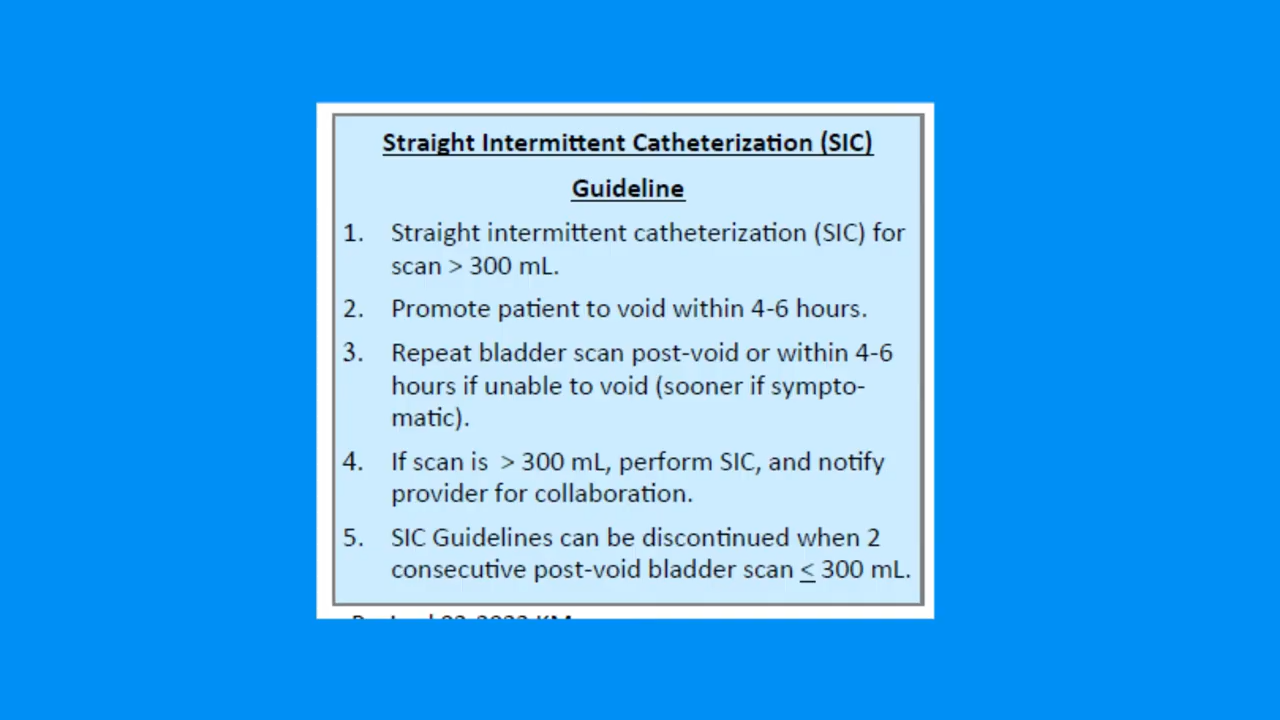 Straight Intermittent Catheterization (SIC)
Guideline
1. Straight intermittent catheterization (SIC) for
scan > 300 mL.
2. Promote patient to void within 4-6 hours.
3. Repeat bladder scan post-void or within 4-6
hours if unable to void (sooner if sympto-
matic).
4. If scan is > 300 mL, perform SIC, and notify
provider for collaboration.
5. SIC Guidelines can be discontinued when 2
consecutive post-void bladder scan ≤ 300 mL.